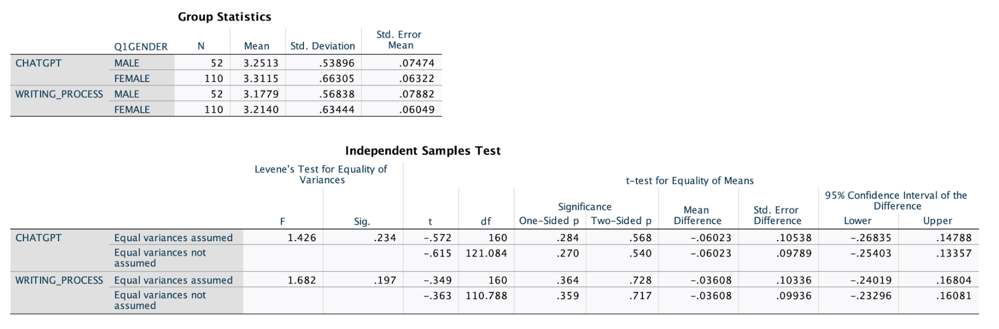 Group Statistics
Q1GENDER N Mean Std. Deviation Std. Error Mean
CHATGPT MALE 52 3.2513 .53896 .07474
FEMALE 110 3.3115 .66305 .06322
WRITING_PROCESS MALE 52 3.1779 .56838 .07882
FEMALE 110 3.2140 .63444 .06049
Independent Samples Test
Levene's Test for Equality of Variances
t-test for Equality of Means
Significance
95% Confidence Interval of the Difference
F Sig. t df One-Sided p Two-Sided p Mean Difference Std. Error Difference Lower Upper
CHATGPT Equal variances assumed 1.426 .234 -.572 160 .284 .568 -.06023 .10538 -.26835 .14788
Equal variances not assumed -.615 121.084 .270 .540 -.06023 .09789 -.25403 .13357
WRITING_PROCESS Equal variances assumed 1.682 .197 -.349 160 .364 .728 -.03608 .10336 -.24019 .16804
Equal variances not assumed -.363 110.788 .359 .717 -.03608 .09936 -.23296 .16081